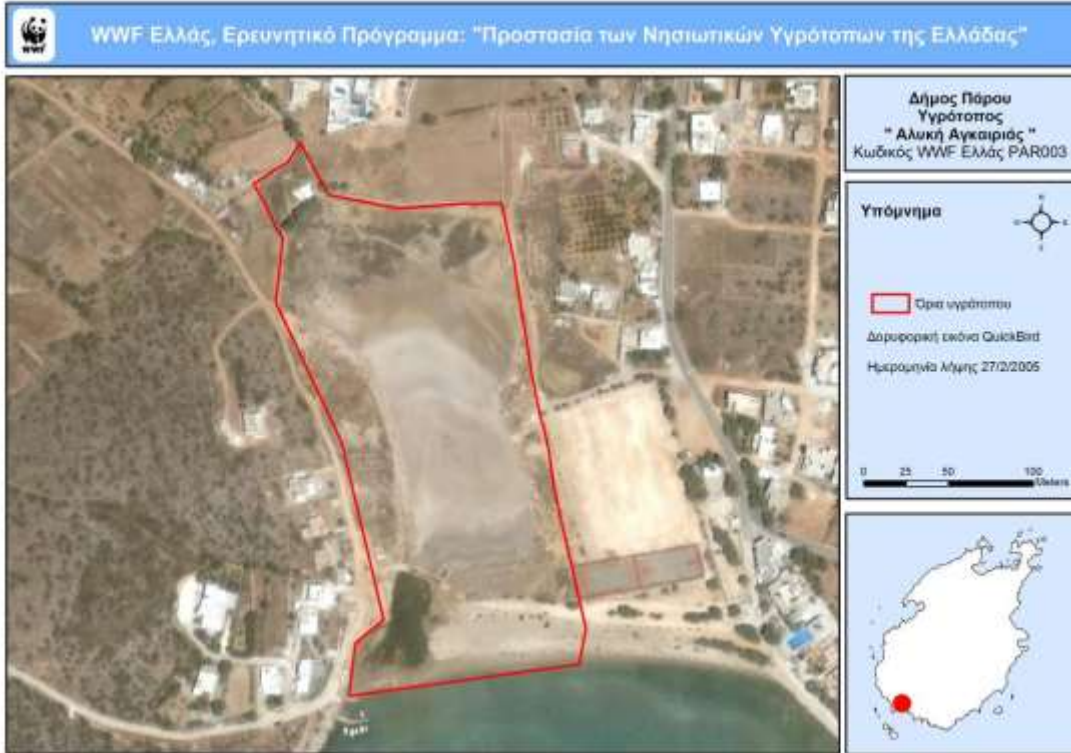 WWF
WWF Ελλάς, Ερευνητικό Πρόγραμμα: "Προστασία των Νησιωτικών Υγρότοπων της Ελλάδας"
Δήμος Πάρου
Υγρότοπος
" Αλυκή Αγκαιριάς "
Κωδικός WWF Ελλάς PAR003
Υπόμνημα
Όρια υγρότοπου
Δορυφορική εικόνα QuickBird
Ημερομηνία λήψης 27/2/2005
0 25 50 100
Meters